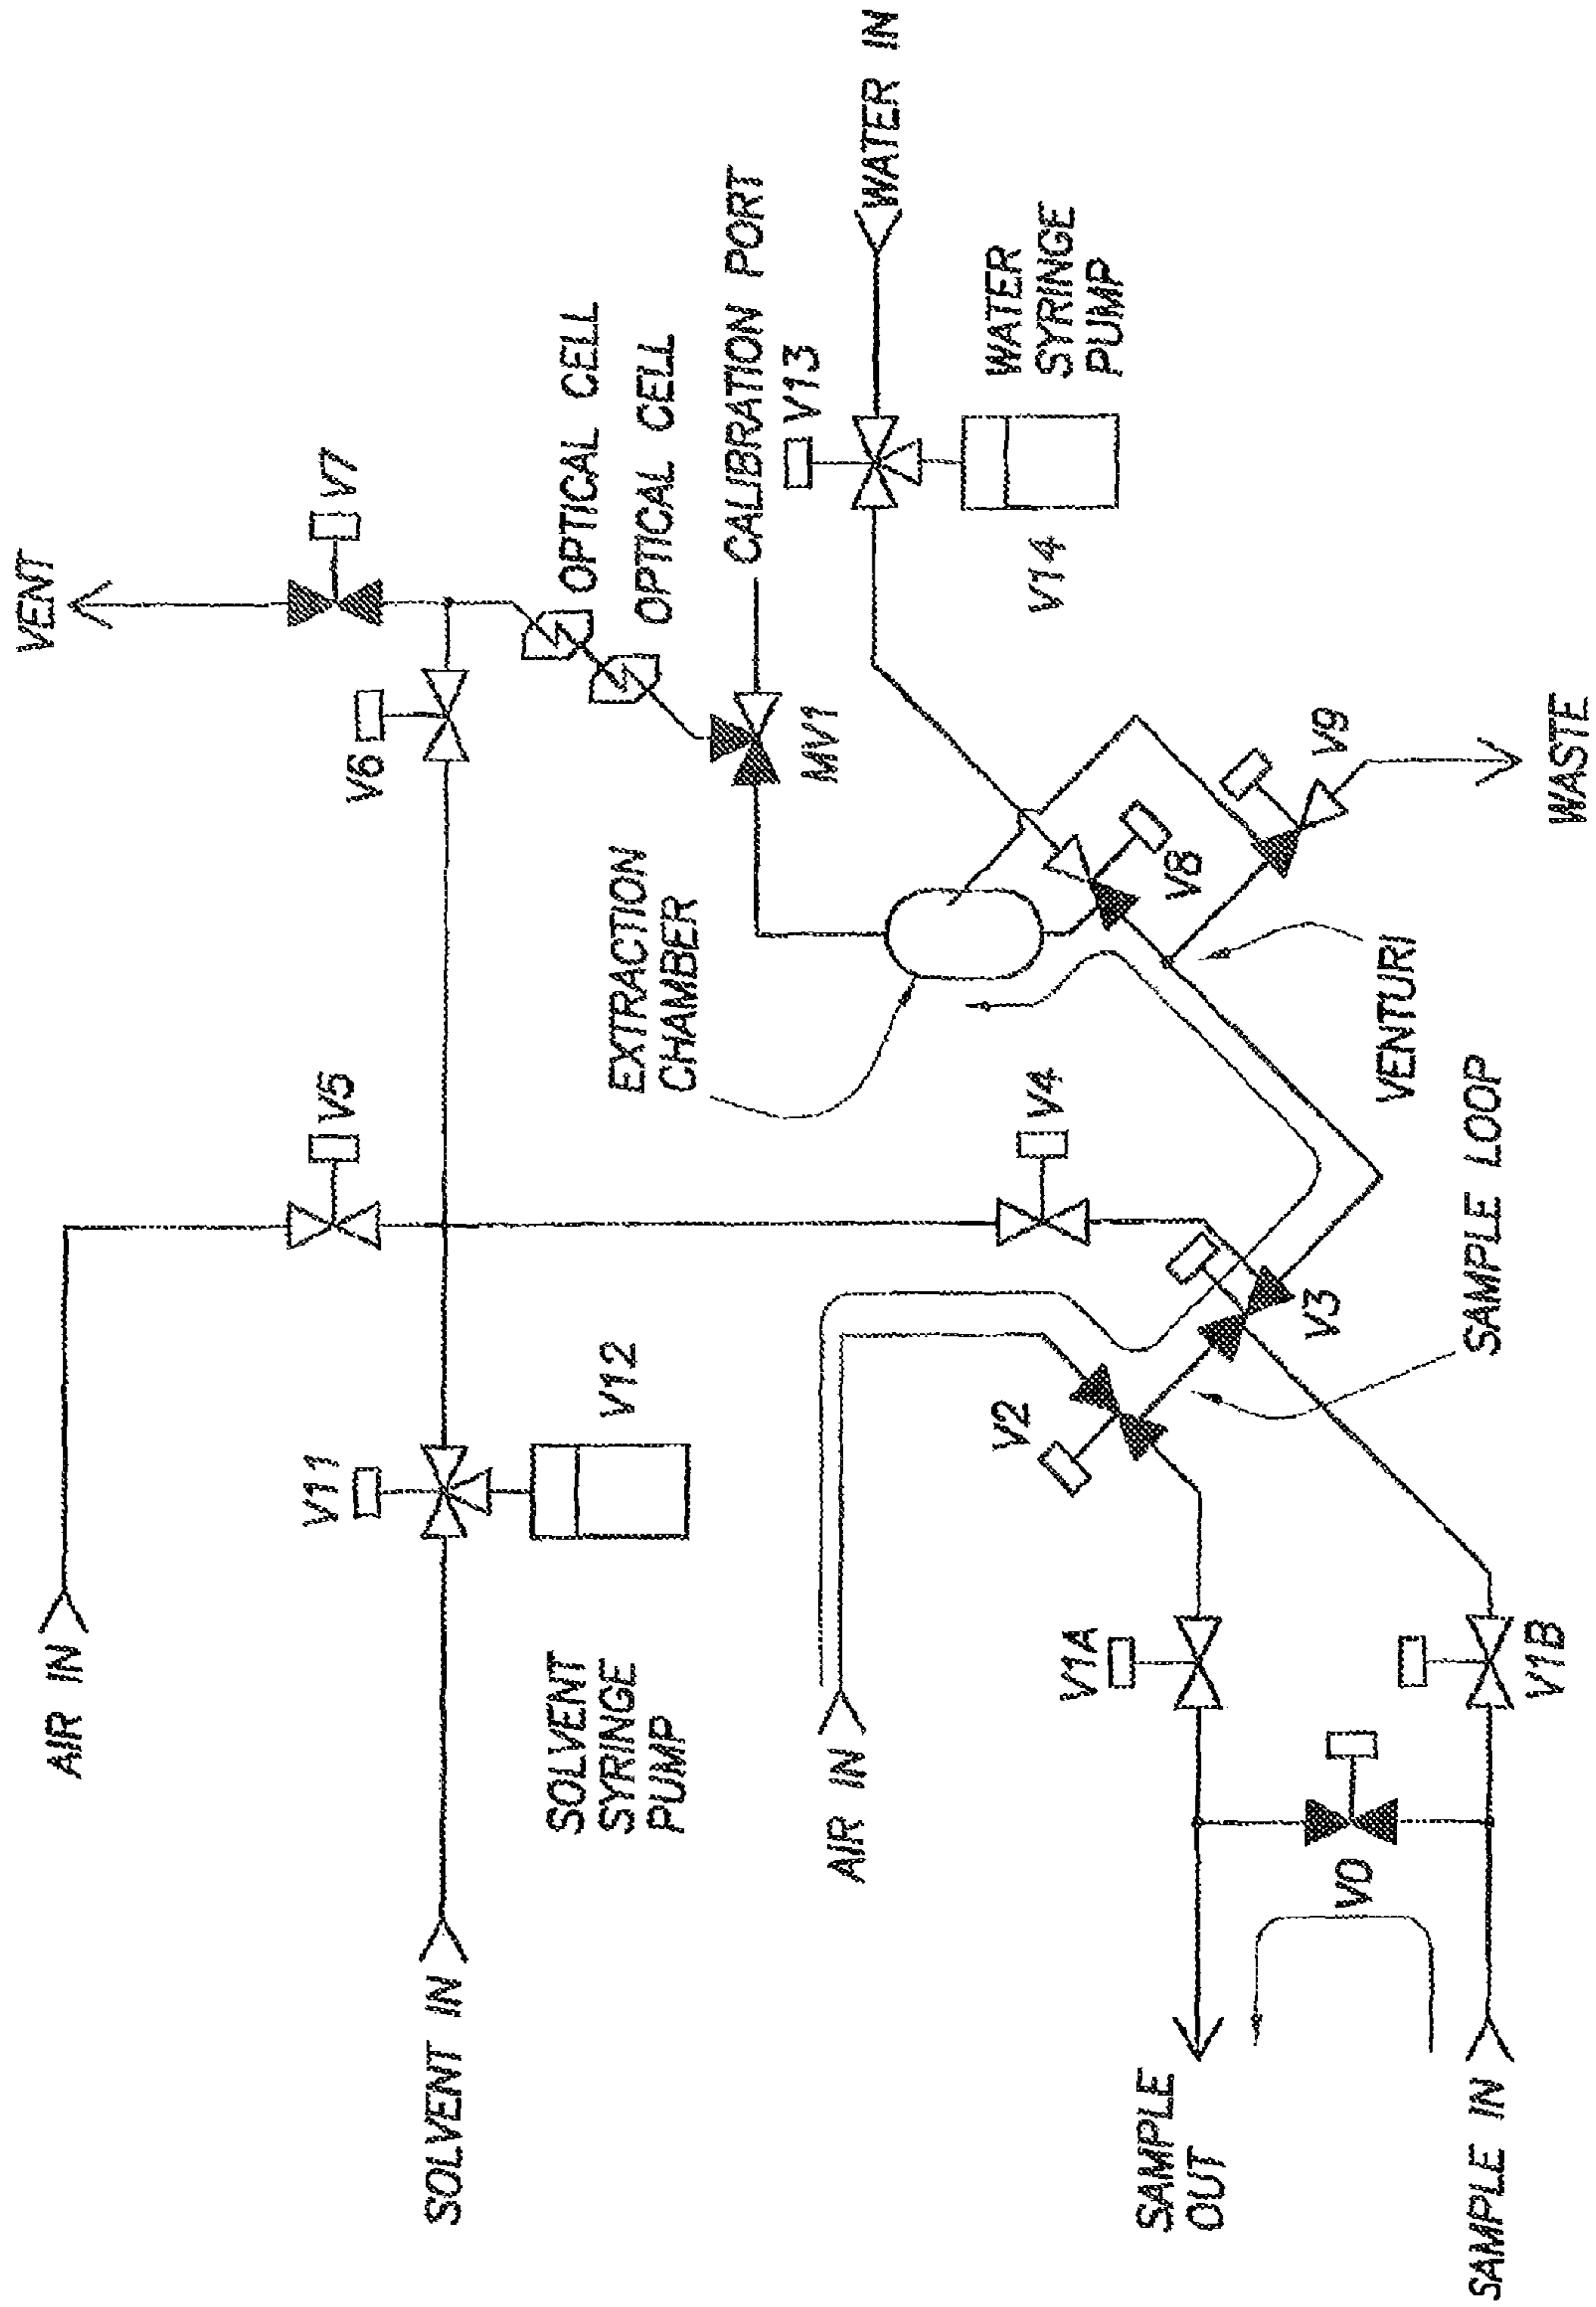 VENT
V7
OPTICAL CELL
OPTICAL CELL
CALIBRATION PORT
V13
WATER IN
WATER
SYRINGE
PUMP
V14
V6
MV1
V9
WASTE
V8
EXTRACTION
CHAMBER
VENTURI
V5
V4
SAMPLE LOOP
V3
V2
V11
V12
AIR IN
SOLVENT
SYRINGE
PUMP
V1A
V1B
AIR IN
V0
SOLVENT IN
SAMPLE
OUT
SAMPLE IN